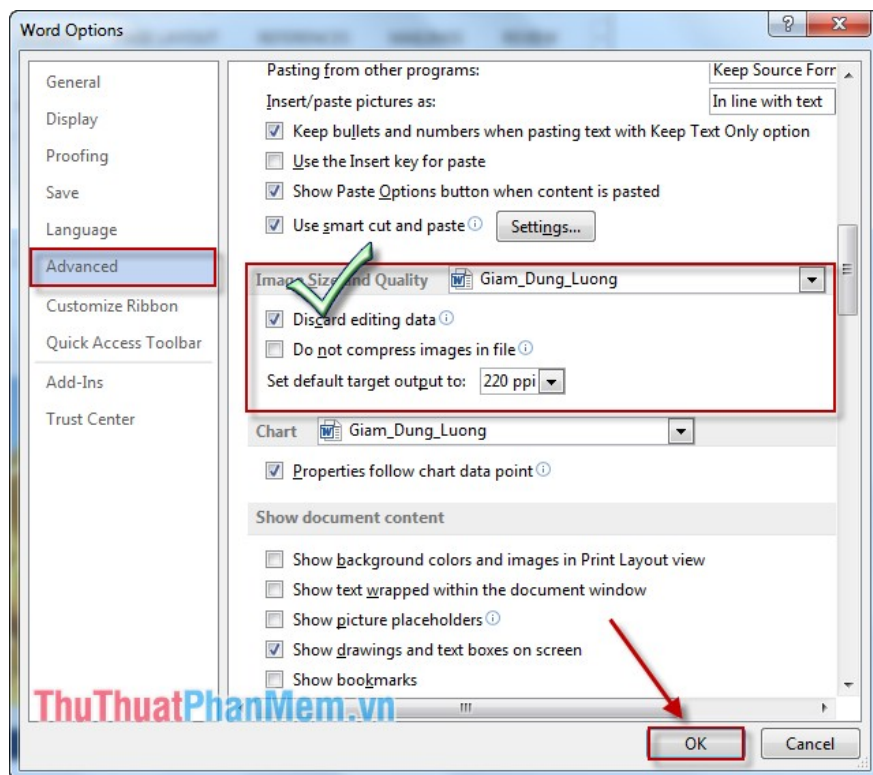 Word Options
General
Display
Proofing
Save
Language
Advanced
Customize Ribbon
Quick Access Toolbar
Add-Ins
Trust Center
Pasting from other programs: Keep Source Forr
Insert/paste pictures as: In line with text
Keep bullets and numbers when pasting text with Keep Text Only option
Use the Insert key for paste
Show Paste Options button when content is pasted
Use smart cut and paste Settings...
Image Size and Quality Giam_Dung_Luong
Discard editing data
Do not compress images in file
Set default target output to: 220 ppi
Chart Giam_Dung_Luong
Properties follow chart data point
Show document content
Show background colors and images in Print Layout view
Show text wrapped within the document window
Show picture placeholders
Show drawings and text boxes on screen
Show bookmarks
ThuThuatPhanMem.vn
OK Cancel